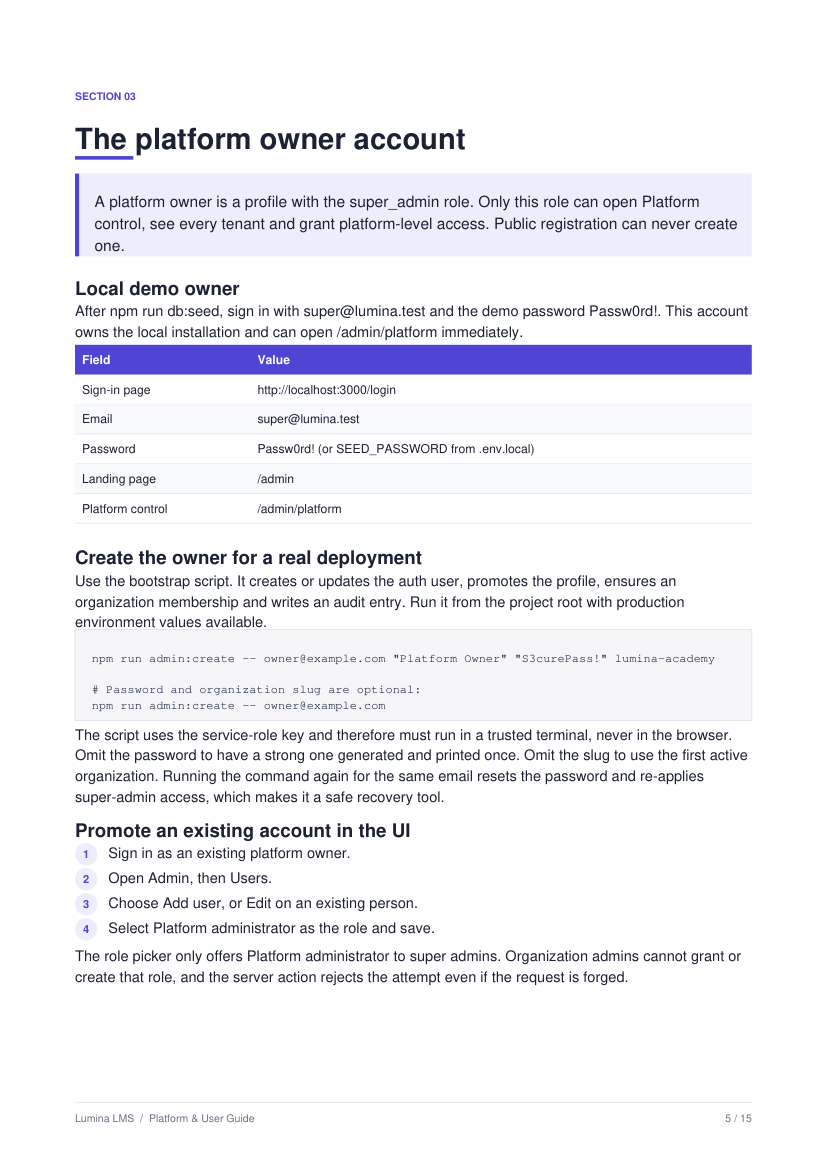 SECTION 03
The platform owner account
A platform owner is a profile with the super_admin role. Only this role can open Platform
control, see every tenant and grant platform-level access. Public registration can never create
one.
Local demo owner
After npm run db:seed, sign in with super@lumina.test and the demo password Passw0rd!. This account
owns the local installation and can open /admin/platform immediately.
Field Value
Sign-in page http://localhost:3000/login
Email super@lumina.test
Password Passw0rd! (or SEED_PASSWORD from .env.local)
Landing page /admin
Platform control /admin/platform
Create the owner for a real deployment
Use the bootstrap script. It creates or updates the auth user, promotes the profile, ensures an
organization membership and writes an audit entry. Run it from the project root with production
environment values available.
npm run admin:create -- owner@example.com "Platform Owner" "S3curePass!" lumina-academy
# Password and organization slug are optional:
npm run admin:create -- owner@example.com
The script uses the service-role key and therefore must run in a trusted terminal, never in the browser.
Omit the password to have a strong one generated and printed once. Omit the slug to use the first active
organization. Running the command again for the same email resets the password and re-applies
super-admin access, which makes it a safe recovery tool.
Promote an existing account in the UI
1 Sign in as an existing platform owner.
2 Open Admin, then Users.
3 Choose Add user, or Edit on an existing person.
4 Select Platform administrator as the role and save.
The role picker only offers Platform administrator to super admins. Organization admins cannot grant or
create that role, and the server action rejects the attempt even if the request is forged.
Lumina LMS / Platform & User Guide 5 / 15